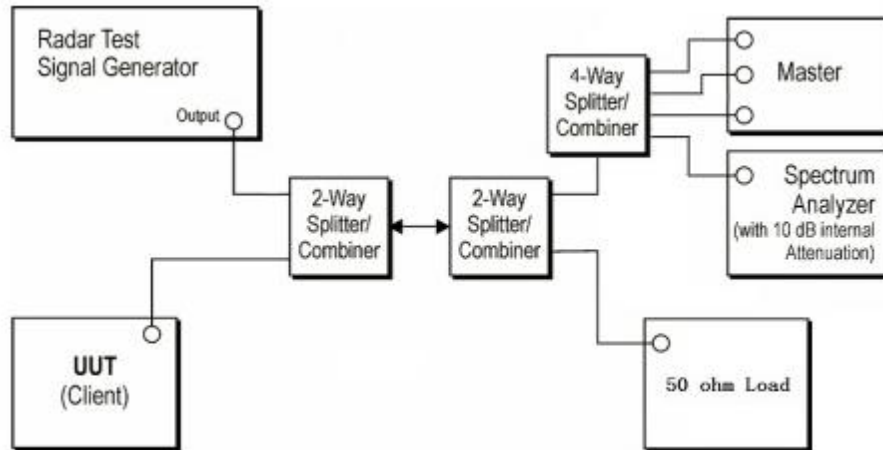 Radar Test
Signal Generator
Output
4-Way
Splitter/
Combiner
Master
2-Way
Splitter/
Combiner
2-Way
Splitter/
Combiner
Spectrum
Analyzer
(with 10 dB internal
Attenuation)
UUT
(Client)
50 ohm Load